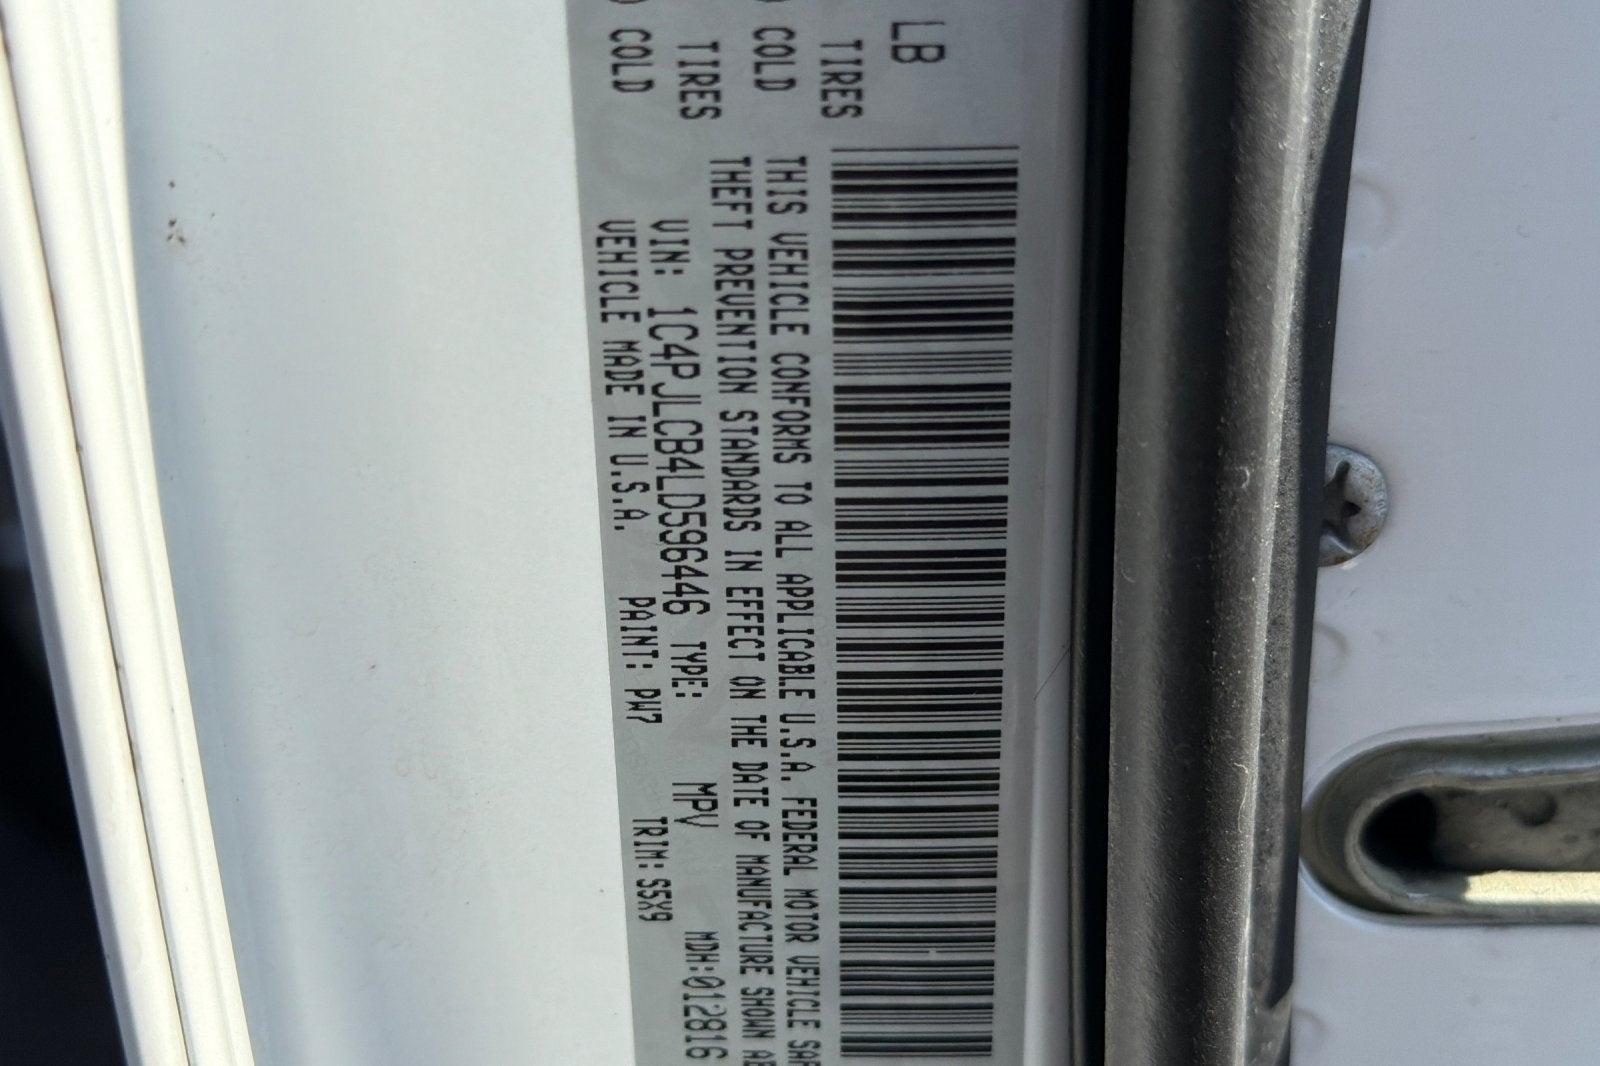 LB
TIRES
) COLD
TIRES
) COLD
THIS VEHICLE CONFORMS TO ALL APPLICABLE U.S.A. FEDERAL MOTOR VEHICLE SAF
THEFT PREVENTION STANDARDS IN EFFECT ON THE DATE OF MANUFACTURE SHOWN AB
VIN: 1C4PJLCB4LD596446 TYPE: MPV MDH:012816
VEHICLE MADE IN U.S.A. PAINT: PW7 TRIM: S5X9